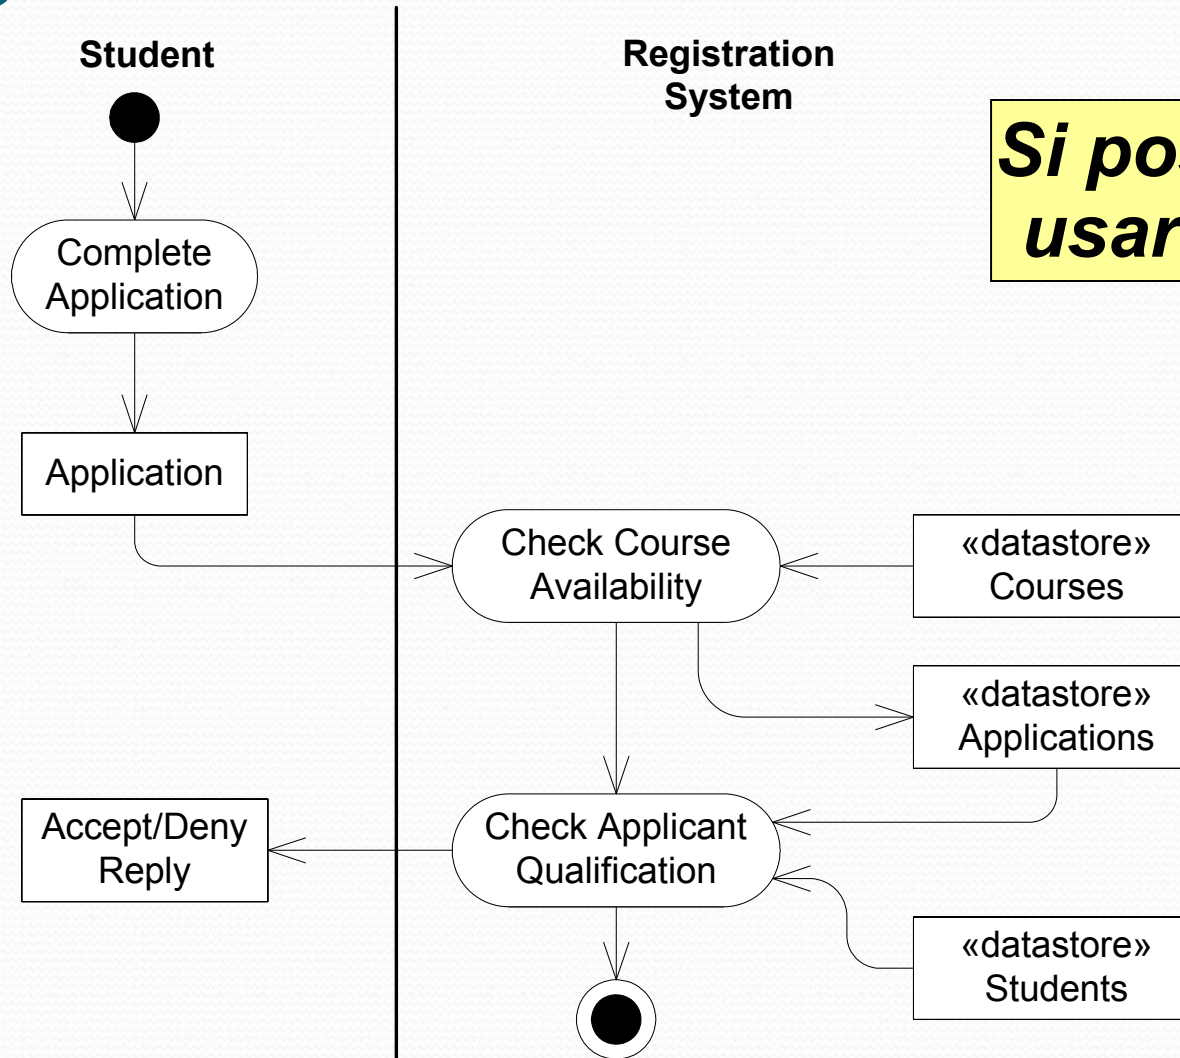 Student
Registration
System
Si
usar
Complete
Application
Application
Check Course
Availability
«datastore»
Courses
«datastore»
Applications
Accept/Deny
Reply
Check Applicant
Qualification
«datastore»
Students